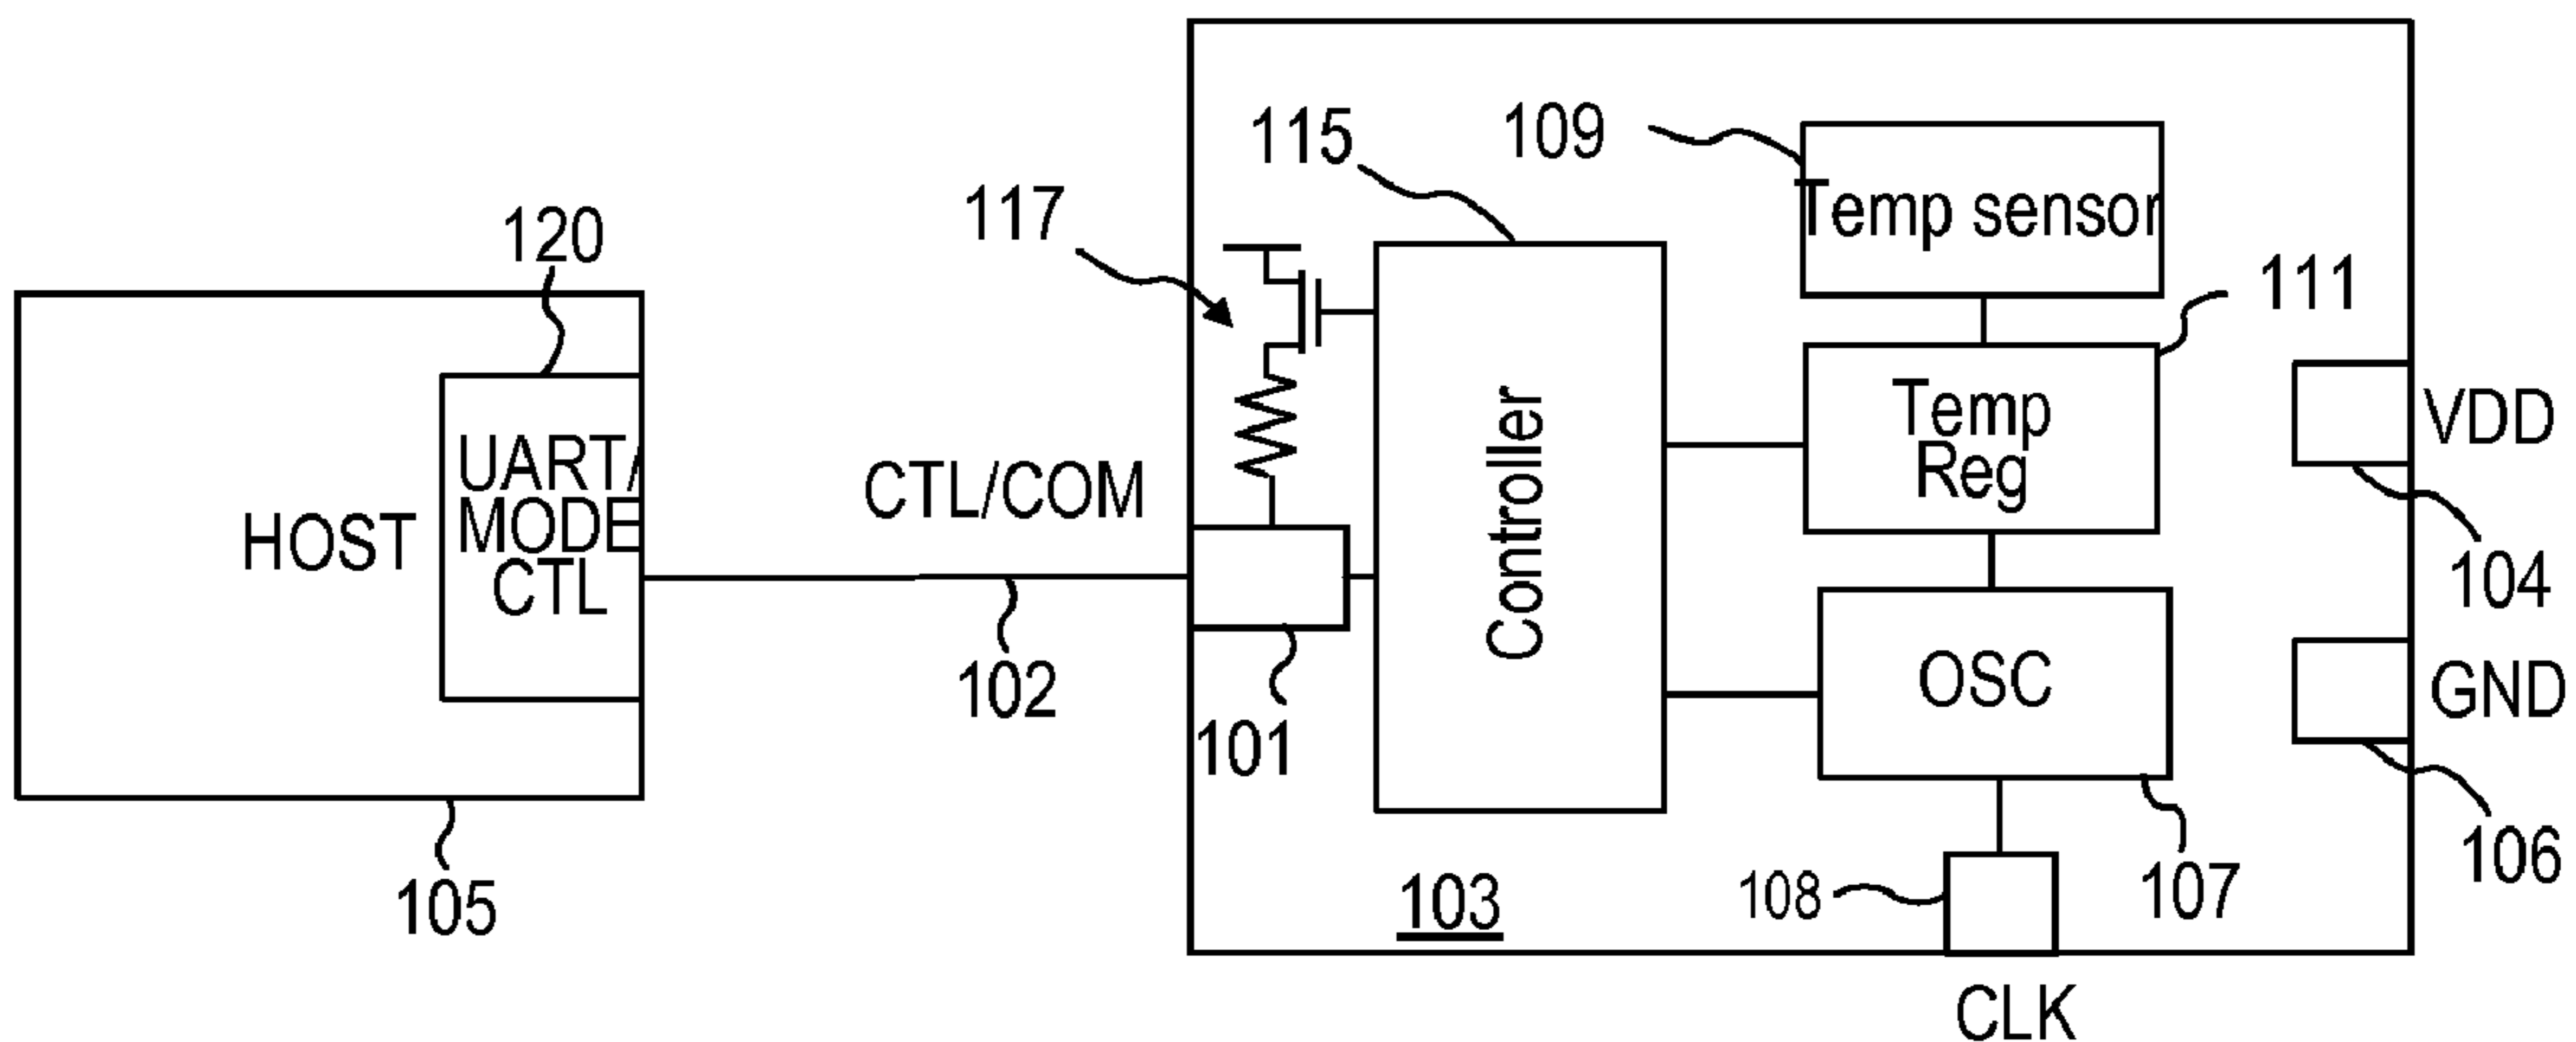 120
HOST
UART/
MODE
CTL
105
CTL/COM
102
117
115
101
Controller
109
Temp sensor
111
Temp
Reg
OSC
107
108
CLK
103
VDD
104
GND
106